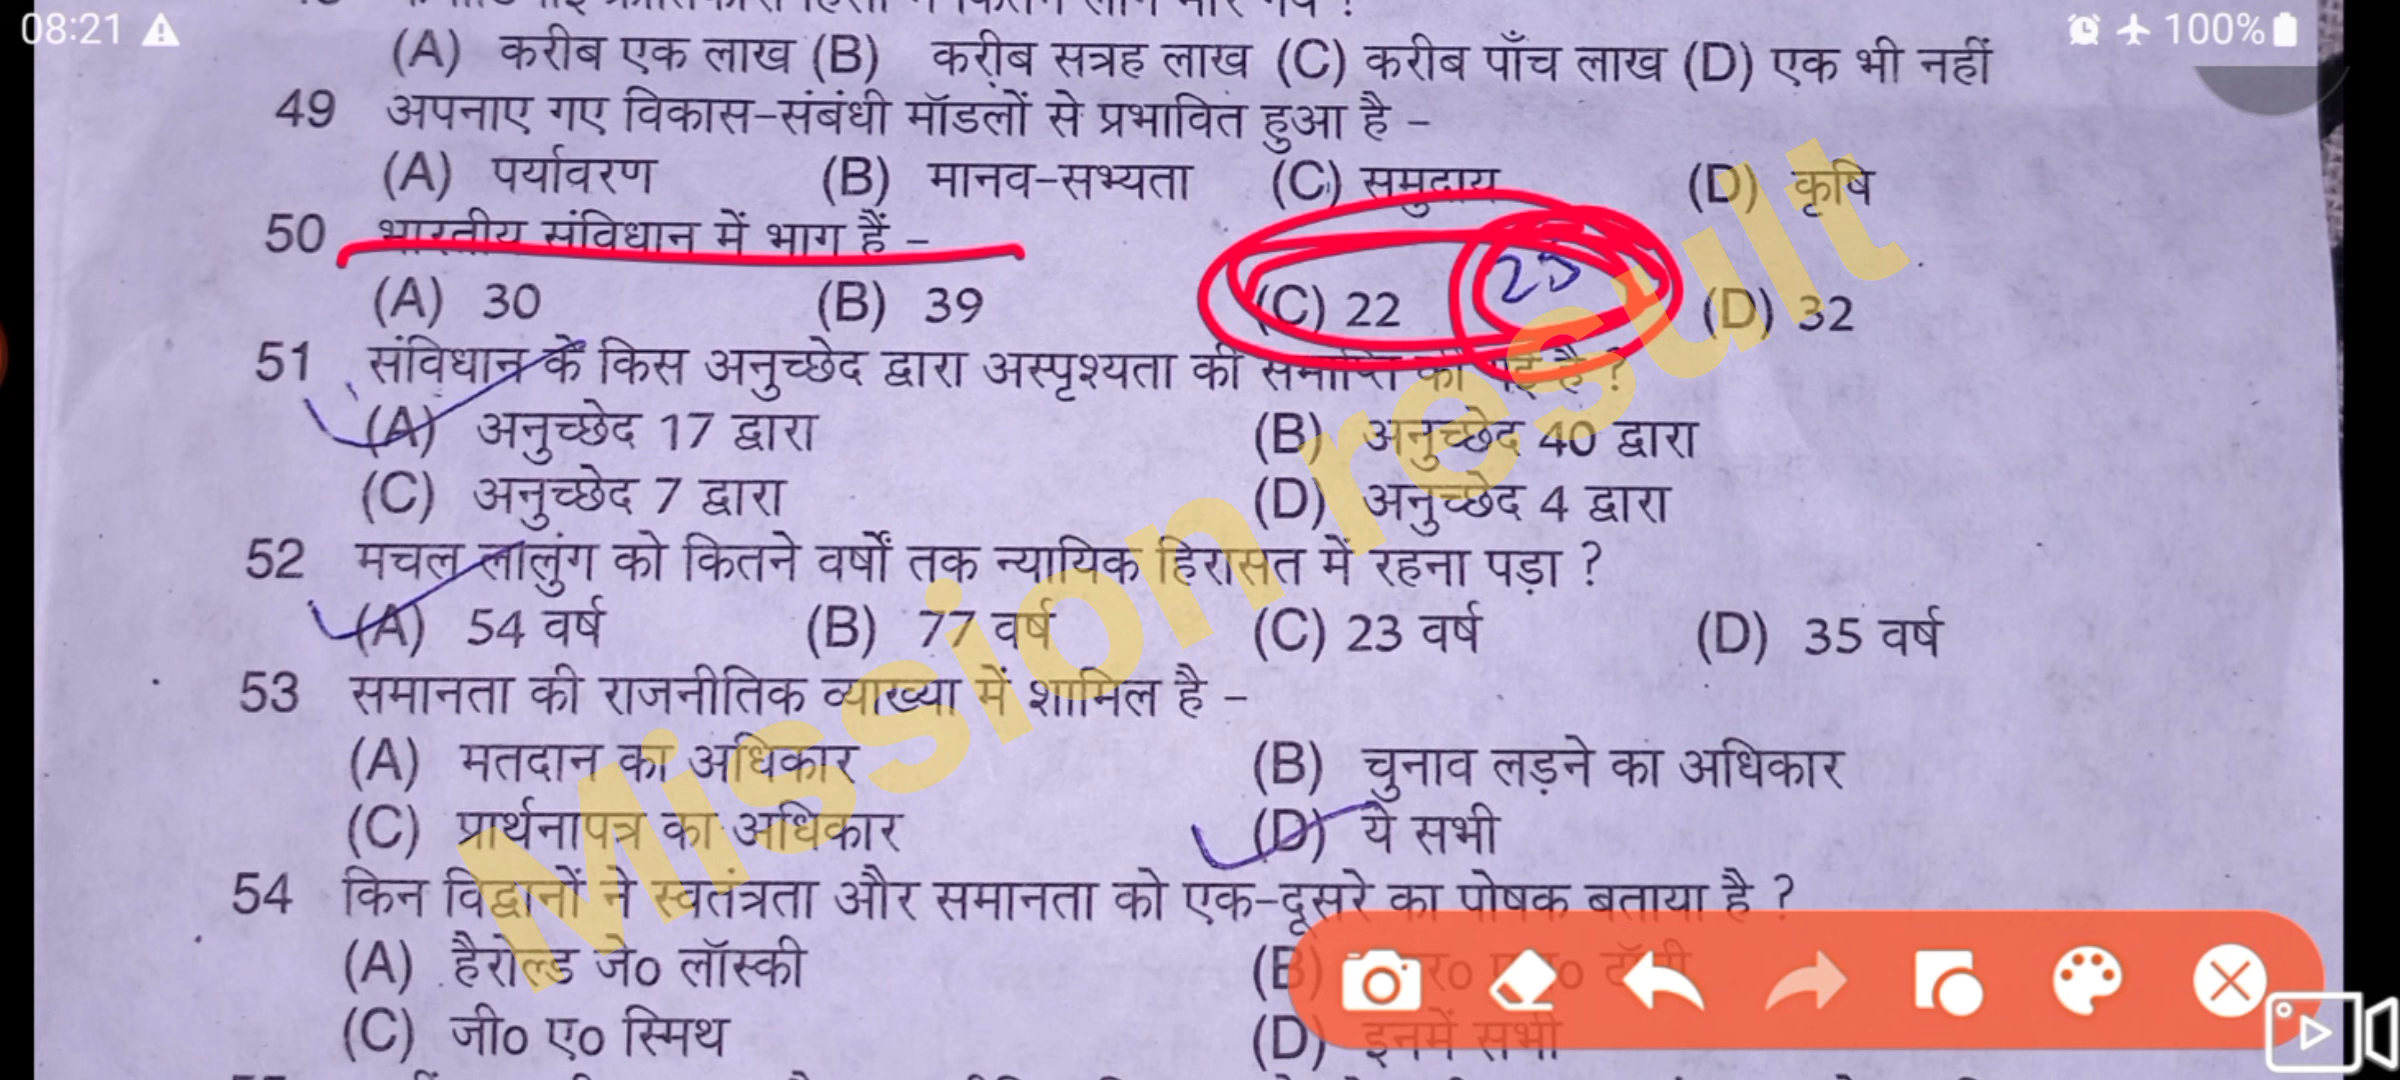 08:21
100%
(A) करीब एक लाख (B) करीब सत्रह लाख (C) करीब पाँच लाख (D) एक भी नहीं
49 अपनाए गए विकास-संबंधी मॉडलों से प्रभावित हुआ है -
(A) पर्यावरण (B) मानव-सभ्यता (C) समुदाय (D) कृषि
50 भारतीय संविधान में भाग हैं -
(A) 30 (B) 39 (C) 22 25 (D) 32
51 संविधान के किस अनुच्छेद द्वारा अस्पृश्यता की समाप्ति की गई है ?
(A) अनुच्छेद 17 द्वारा (B) अनुच्छेद 40 द्वारा
(C) अनुच्छेद 7 द्वारा (D) अनुच्छेद 4 द्वारा
52 मचल लालुंग को कितने वर्षों तक न्यायिक हिरासत में रहना पड़ा ?
(A) 54 वर्ष (B) 77 वर्ष (C) 23 वर्ष (D) 35 वर्ष
53 समानता की राजनीतिक व्याख्या में शामिल है -
(A) मतदान का अधिकार (B) चुनाव लड़ने का अधिकार
(C) प्रार्थनापत्र का अधिकार (D) ये सभी
54 किन विद्वानों ने स्वतंत्रता और समानता को एक-दूसरे का पोषक बताया है ?
(A) हैरोल्ड जे० लॉस्की (B)
(C) जी० ए० स्मिथ (D) इनमें सभी
Mission result